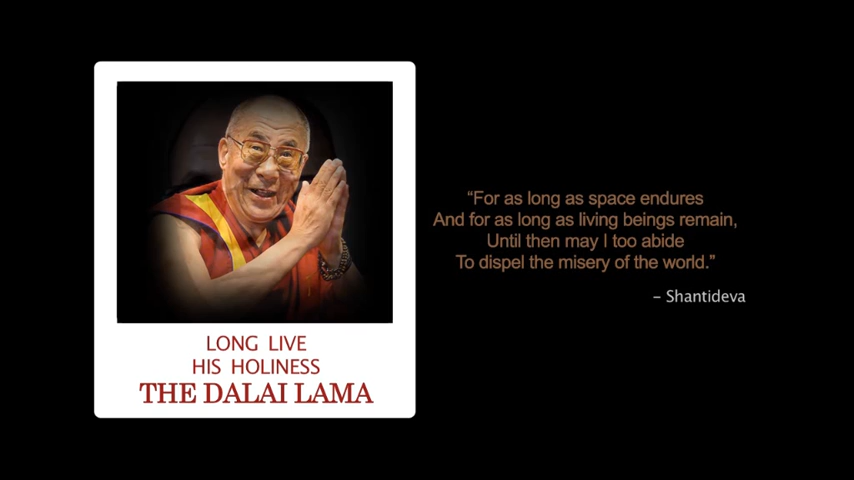 LONG LIVE
HIS HOLINESS
THE DALAI LAMA
“For as long as space endures
And for as long as living beings remain,
Until then may I too abide
To dispel the misery of the world.”
– Shantideva